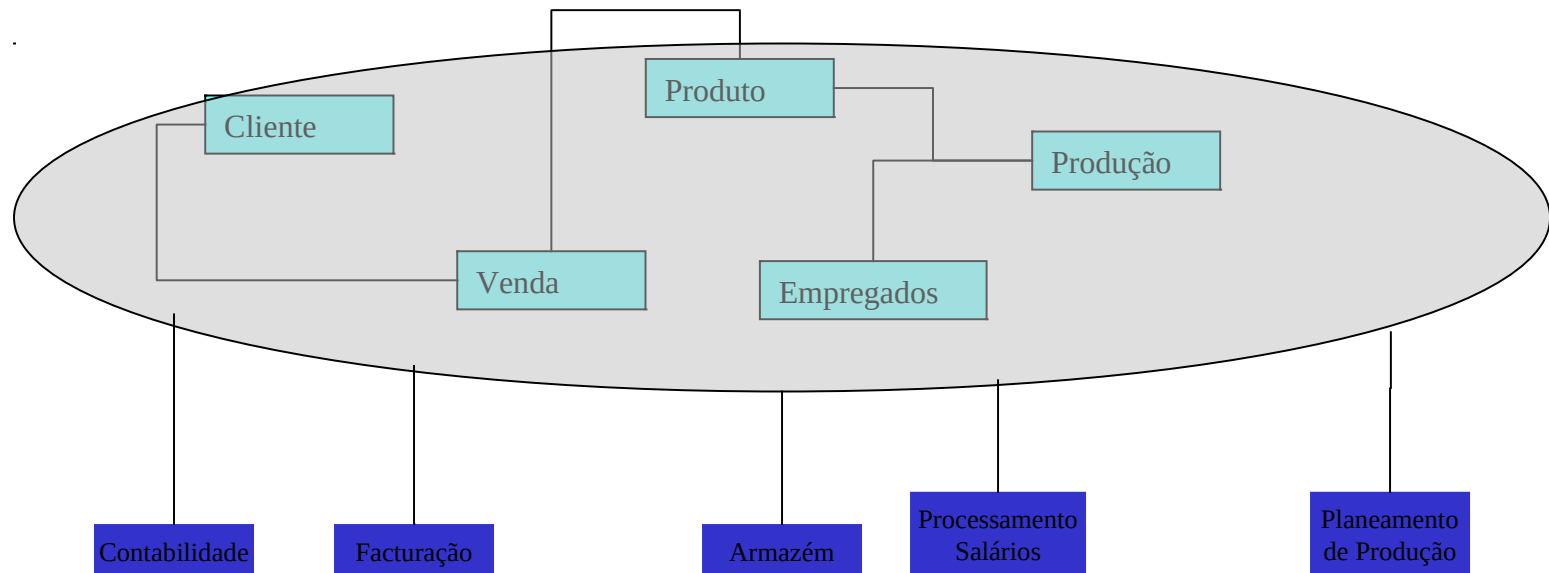 Produto
Cliente
Produção
Venda
Empregados
Contabilidade
Facturação
Armazém
Processamento
Salários
Planeamento
de Produção